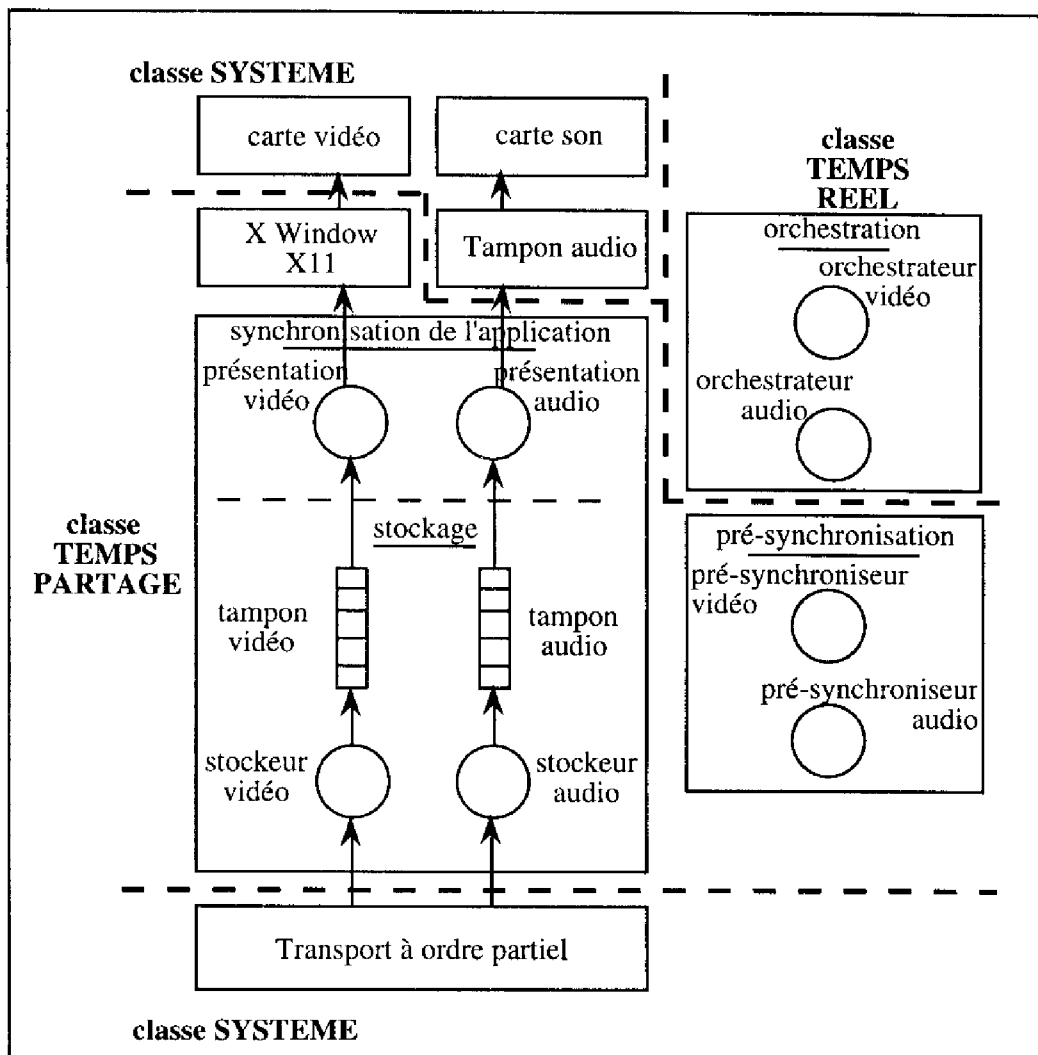 classe SYSTEME
carte vidéo
carte son
classe
TEMPS
REEL
X Window
X11
Tampon audio
orchestration
orchestrateur
vidéo
orchestrateur
audio
synchronisation de l'application
présentation
vidéo
présentation
audio
classe
TEMPS
PARTAGE
stockage
tampon
vidéo
tampon
audio
pré-synchronisation
pré-synchroniseur
vidéo
pré-synchroniseur
audio
stockeur
vidéo
stockeur
audio
Transport à ordre partiel
classe SYSTEME